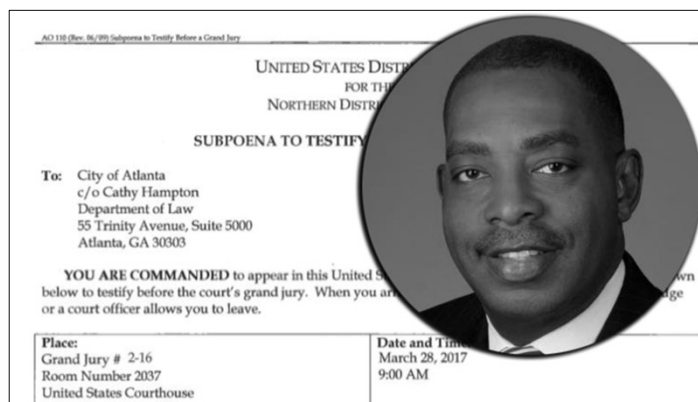 AO 110 (Rev. 06/09) Subpoena to Testify Before a Grand Jury
UNITED STATES DISTR
FOR TH
NORTHERN DISTRI
SUBPOENA TO TESTIFY
To: City of Atlanta
c/o Cathy Hampton
Department of Law
55 Trinity Avenue, Suite 5000
Atlanta, GA 30303
YOU ARE COMMANDED to appear in this United S wn
below to testify before the court's grand jury. When you arr dge
or a court officer allows you to leave.
Place:
Grand Jury # 2-16
Room Number 2037
United States Courthouse
Date and Time:
March 28, 2017
9:00 AM